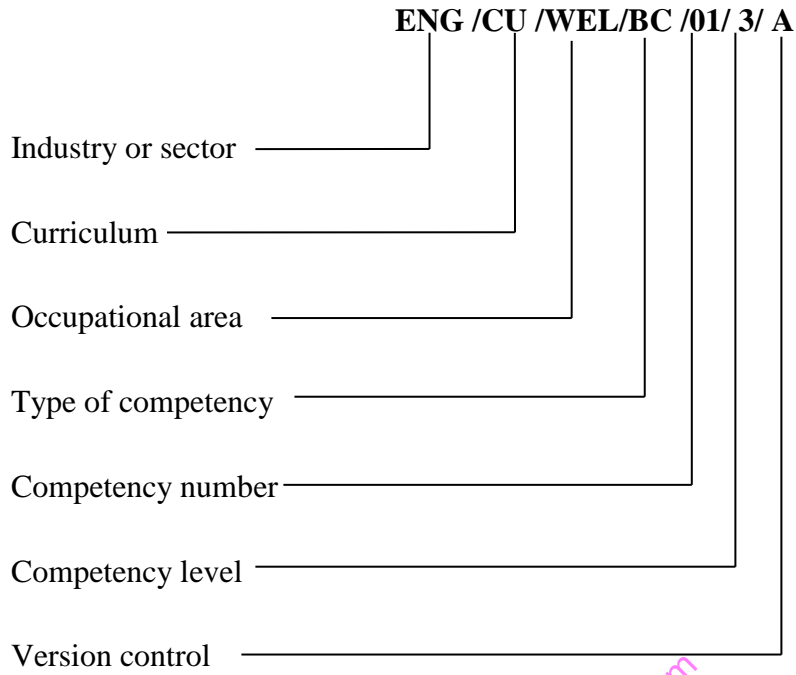 ENG /CU /WEL/BC /01/ 3/ A
Industry or sector
Curriculum
Occupational area
Type of competency
Competency number
Competency level
Version control